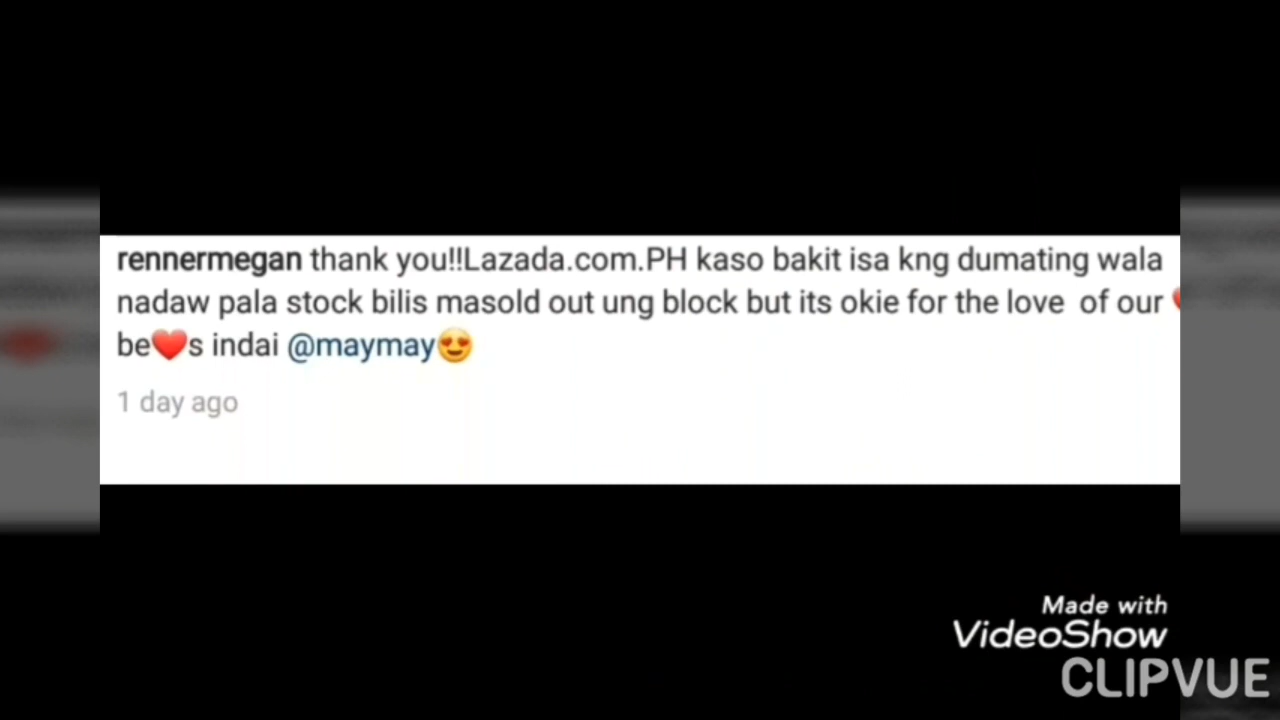 rennermegan thank you!!Lazada.com.PH kaso bakit isa kng dumating wala
nadaw pala stock bilis masold out ung block but its okie for the love of our ❤
be❤️s indai @maymay😍
1 day ago
Made with
VideoShow
CLIPVUE